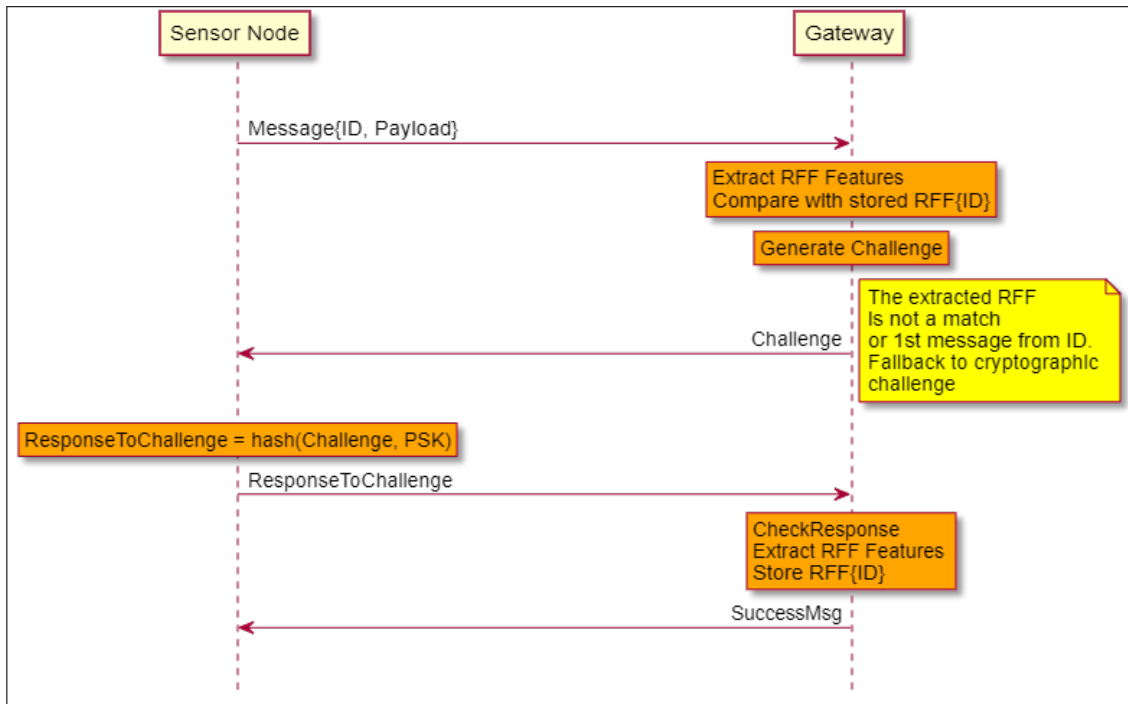 Sensor Node
Gateway
Message{ID, Payload}
Extract RFF Features
Compare with stored RFF{ID}
Generate Challenge
The extracted RFF
Is not a match
or 1st message from ID.
Fallback to cryptographic
challenge
Challenge
ResponseToChallenge = hash(Challenge, PSK)
ResponseToChallenge
CheckResponse
Extract RFF Features
Store RFF{ID}
SuccessMsg